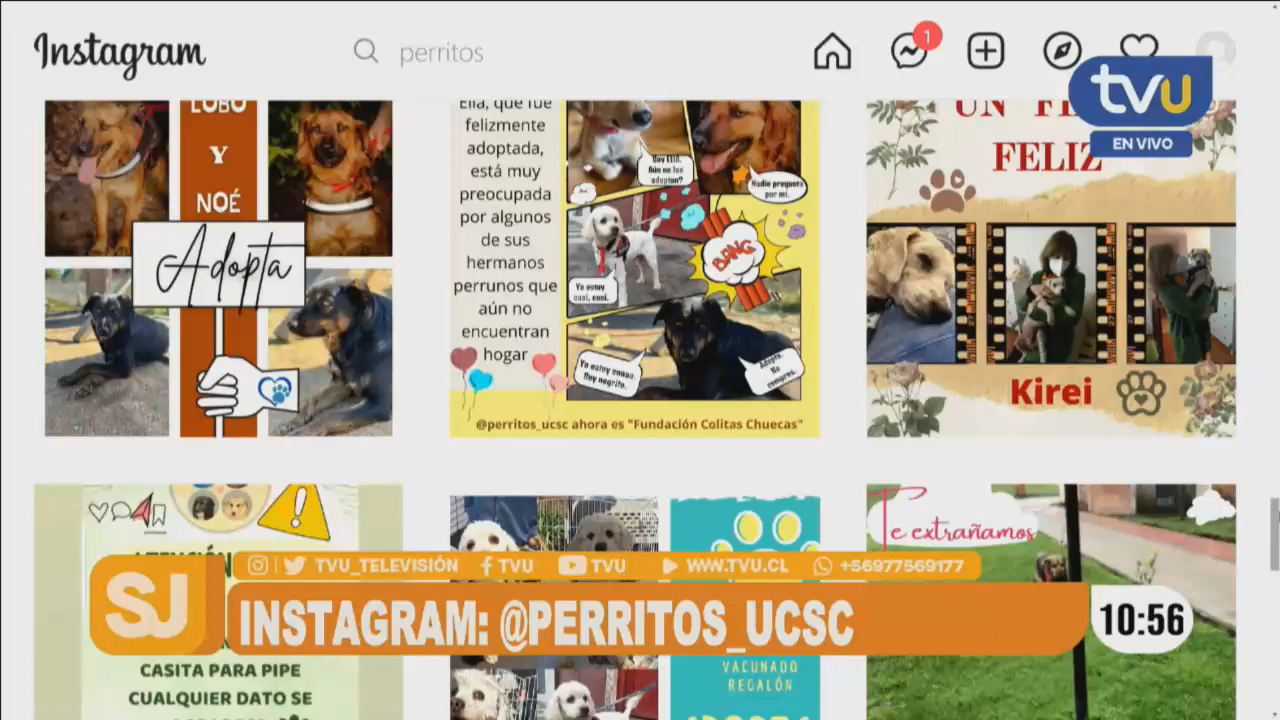 Instagram
perritos
1
tvu
EN VIVO
LOBO
Y
NOÉ
Adopta
Ella, que fue
felizmente
adoptada,
está muy
preocupada
por algunos
de sus
hermanos
perrunos que
aún no
encuentran
hogar
Soy ELLA.
Aún no los
adoptan?
Nadie pregunta
por mi.
BANG
Yo estoy
casi, casi.
Yo estoy
Soy negrito.
Adopta.
No
compres.
@perritos_ucsc ahora es "Fundación Colitas Chuecas"
FELIZ
Kirei
ATENCIÓN
Te extrañamos
TVU_TELEVISIÓN
TVU
TVU
WWW.TVU.CL
+56977569177
SJ
INSTAGRAM: @PERRITOS_UCSC
10:56
CASITA PARA PIPE
CUALQUIER DATO SE
VACUNADO
REGALÓN